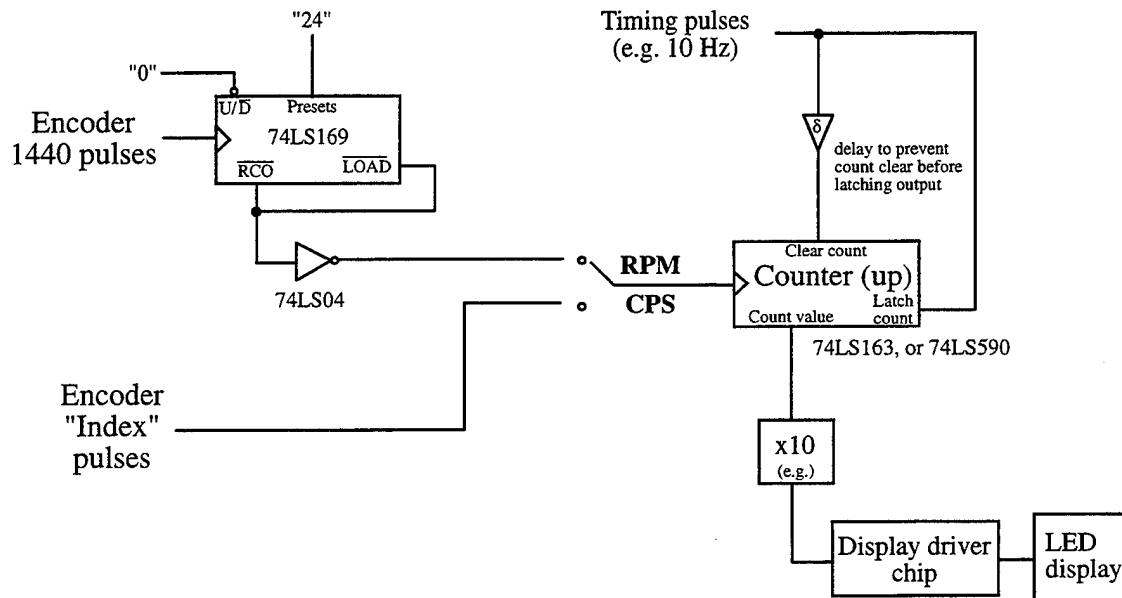 "24"
"0"
U/D̅
Presets
74LS169
Encoder
1440 pulses
R̅C̅O̅
L̅O̅A̅D̅
74LS04
Encoder
"Index"
pulses
RPM
CPS
Timing pulses
(e.g. 10 Hz)
δ
delay to prevent
count clear before
latching output
Clear count
Counter (up)
Latch
count
Count value
74LS163, or 74LS590
x10
(e.g.)
Display driver
chip
LED
display